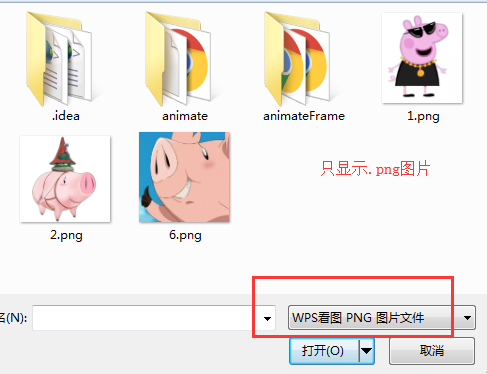 .idea
animate
animateFrame
1.png
2.png
6.png
只显示.png图片
名(N):
WPS看图 PNG 图片文件
打开(O)
取消